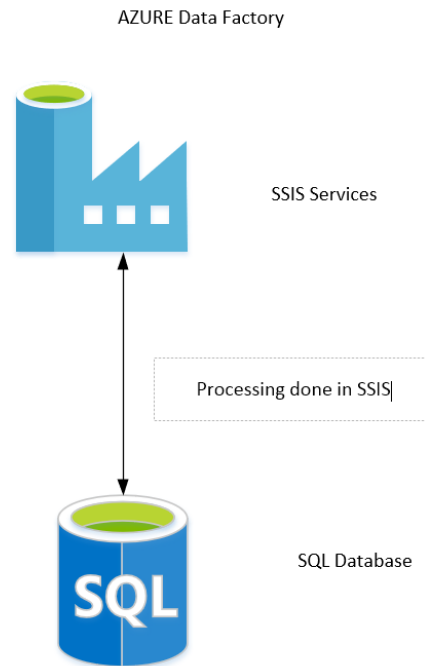 AZURE Data Factory
SSIS Services
Processing done in SSIS
SQL Database
SQL